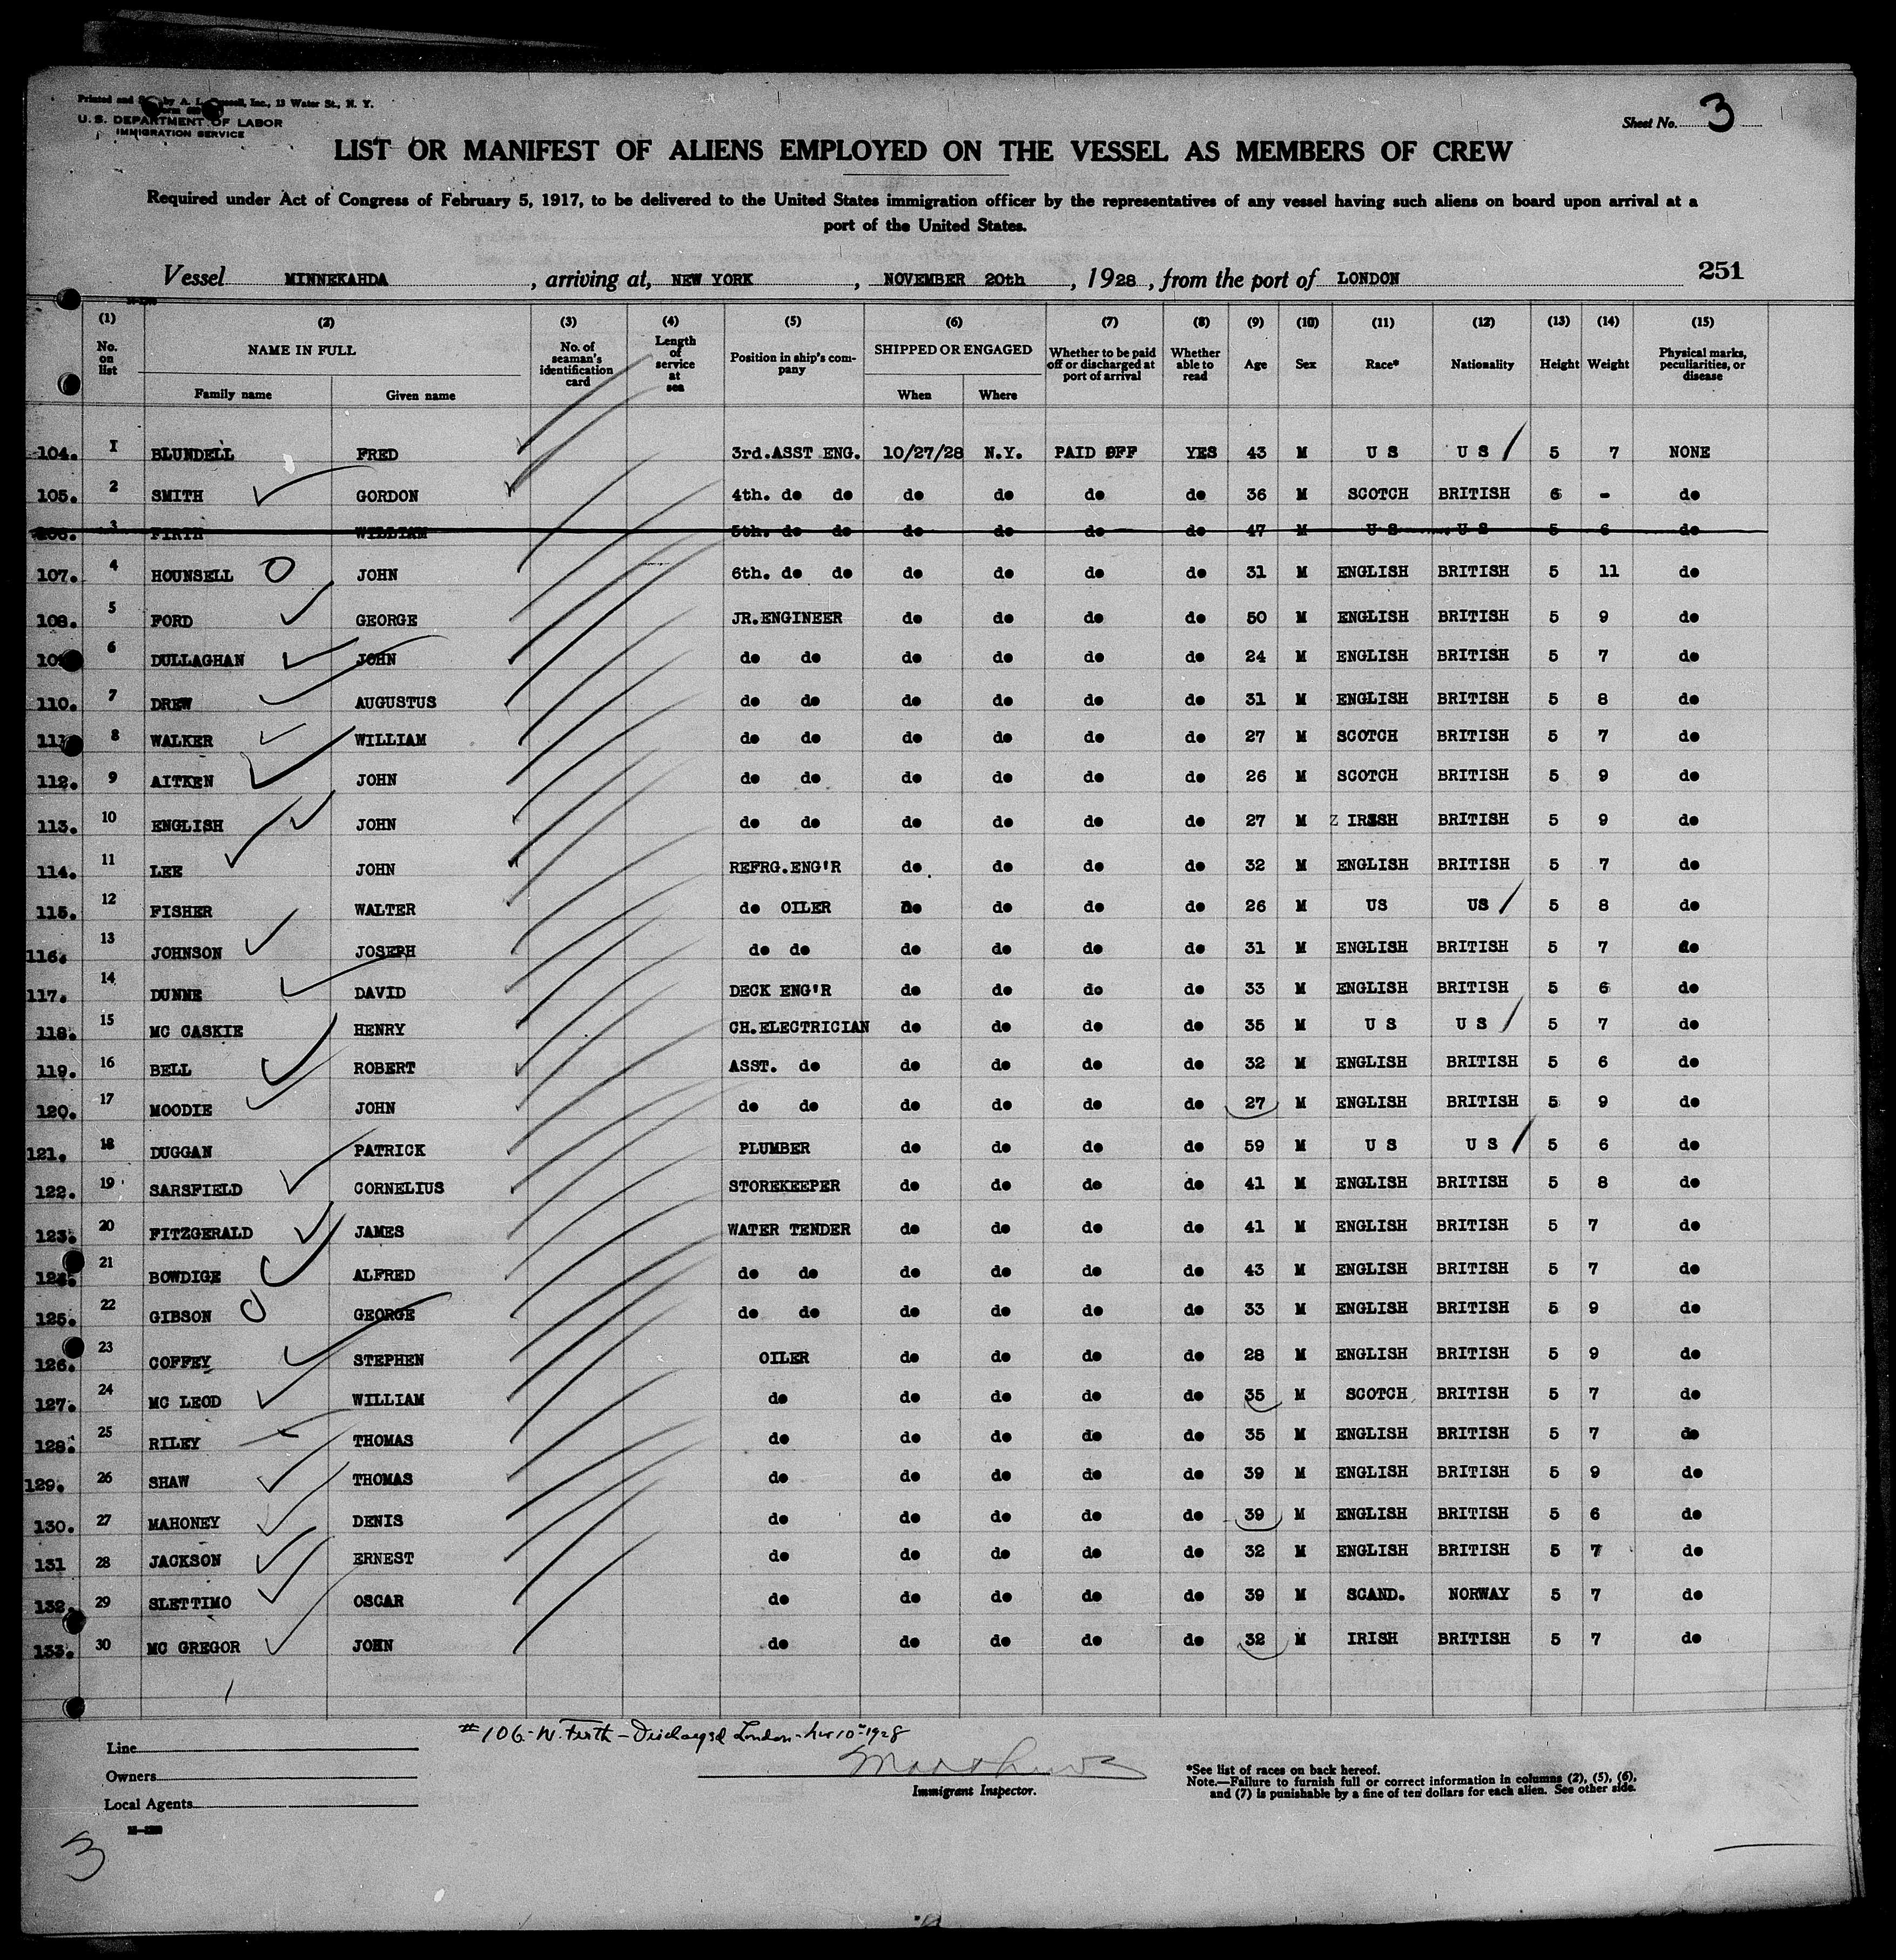 Printed and by A. I. Inc., 13 Water St., N. Y.
U. S. DEPARTMENT OF LABOR
IMMIGRATION SERVICE
Sheet No. 3
LIST OR MANIFEST OF ALIENS EMPLOYED ON THE VESSEL AS MEMBERS OF CREW
Required under Act of Congress of February 5, 1917, to be delivered to the United States immigration officer by the representatives of any vessel having such aliens on board upon arrival at a
port of the United States.
Vessel MINNEKAHDA, arriving at, NEW YORK, NOVEMBER 20th, 1928, from the port of LONDON 251
(1) (2) (3) (4) (5) (6) (7) (8) (9) (10) (11) (12) (13) (14) (15)
No. on list NAME IN FULL Family name Given name No. of seaman's identification card Length of service at sea Position in ship's company SHIPPED OR ENGAGED When Where Whether to be paid off or discharged at port of arrival Whether able to read Age Sex Race* Nationality Height Weight Physical marks, peculiarities, or disease
104. 1 BLUNDELL FRED 3rd.ASST ENG. 10/27/28 N.Y. PAID OFF YES 43 M U S U S 5 7 NONE
105. 2 SMITH GORDON 4th. do do do do do do 36 M SCOTCH BRITISH 6 - do
106. 3 FIRTH WILLIAM 5th. do do do do do do 47 M U S U S 5 6 do
107. 4 HOUNSELL JOHN 6th. do do do do do do 31 M ENGLISH BRITISH 5 11 do
108. 5 FORD GEORGE JR.ENGINEER do do do do 50 M ENGLISH BRITISH 5 9 do
109 6 DULLAGHAN JOHN do do do do do do 24 M ENGLISH BRITISH 5 7 do
110. 7 DREW AUGUSTUS do do do do do do 31 M ENGLISH BRITISH 5 8 do
111 8 WALKER WILLIAM do do do do do do 27 M SCOTCH BRITISH 5 7 do
112. 9 AITKEN JOHN do do do do do do 26 M SCOTCH BRITISH 5 9 do
113. 10 ENGLISH JOHN do do do do do do 27 M IRISH BRITISH 5 9 do
114. 11 LEE JOHN REFRG.ENG'R do do do do 32 M ENGLISH BRITISH 5 7 do
115. 12 FISHER WALTER do OILER Do do do do 26 M US US 5 8 do
116. 13 JOHNSON JOSEPH do do do do do do 31 M ENGLISH BRITISH 5 7 do
117. 14 DUNNE DAVID DECK ENG'R do do do do 33 M ENGLISH BRITISH 5 6 do
118. 15 MC CASKIE HENRY CH.ELECTRICIAN do do do do 35 M U S U S 5 7 do
119. 16 BELL ROBERT ASST. do do do do do 32 M ENGLISH BRITISH 5 6 do
120. 17 MOODIE JOHN do do do do do do 27 M ENGLISH BRITISH 5 9 do
121. 18 DUGGAN PATRICK PLUMBER do do do do 59 M U S U S 5 6 do
122. 19 SARSFIELD CORNELIUS STOREKEEPER do do do do 41 M ENGLISH BRITISH 5 8 do
123. 20 FITZGERALD JAMES WATER TENDER do do do do 41 M ENGLISH BRITISH 5 7 do
124. 21 BOWDIGE ALFRED do do do do do do 43 M ENGLISH BRITISH 5 7 do
125. 22 GIBSON GEORGE do do do do do do 33 M ENGLISH BRITISH 5 9 do
126. 23 COFFEY STEPHEN OILER do do do do 28 M ENGLISH BRITISH 5 9 do
127. 24 MC LEOD WILLIAM do do do do do 35 M SCOTCH BRITISH 5 7 do
128. 25 RILEY THOMAS do do do do do 35 M ENGLISH BRITISH 5 7 do
129. 26 SHAW THOMAS do do do do do 39 M ENGLISH BRITISH 5 9 do
130. 27 MAHONEY DENIS do do do do do 39 M ENGLISH BRITISH 5 6 do
131 28 JACKSON ERNEST do do do do do 32 M ENGLISH BRITISH 5 7 do
132. 29 SLETTIMO OSCAR do do do do do 39 M SCAND. NORWAY 5 7 do
133. 30 MC GREGOR JOHN do do do do do 32 M IRISH BRITISH 5 7 do
#106-W. Firth - Discharged London - Nov 10th 1928
Line
Owners
Local Agents
Matthews
Immigrant Inspector.
*See list of races on back hereof.
Note.—Failure to furnish full or correct information in columns (2), (5), (6),
and (7) is punishable by a fine of ten dollars for each alien. See other side.
3